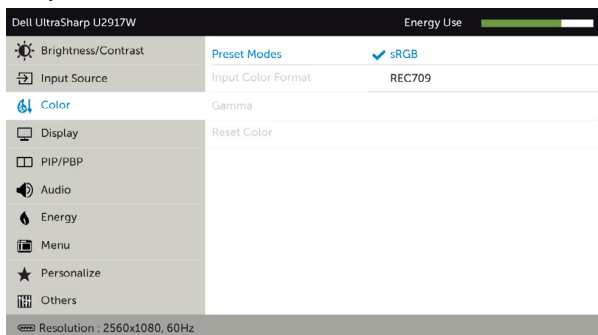 Dell UltraSharp U2917W Energy Use
Brightness/Contrast Preset Modes sRGB
Input Source Input Color Format REC709
Color Gamma
Display Reset Color
PIP/PBP
Audio
Energy
Menu
Personalize
Others
Resolution : 2560x1080, 60Hz